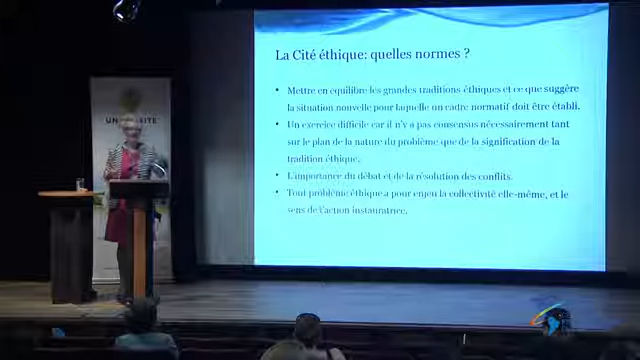 La Cité éthique: quelles normes ?
• Mettre en équilibre les grandes traditions éthiques et ce que suggère
la situation nouvelle pour laquelle un cadre normatif doit être établi.
• Un exercice difficile car il n'y a pas consensus nécessairement tant
sur le plan de la nature du problème que de la signification de la
tradition éthique.
• L'importance du débat et de la résolution des conflits.
• Tout problème éthique a pour enjeu la collectivité elle-même, et le
sens de l'action instauratrice.